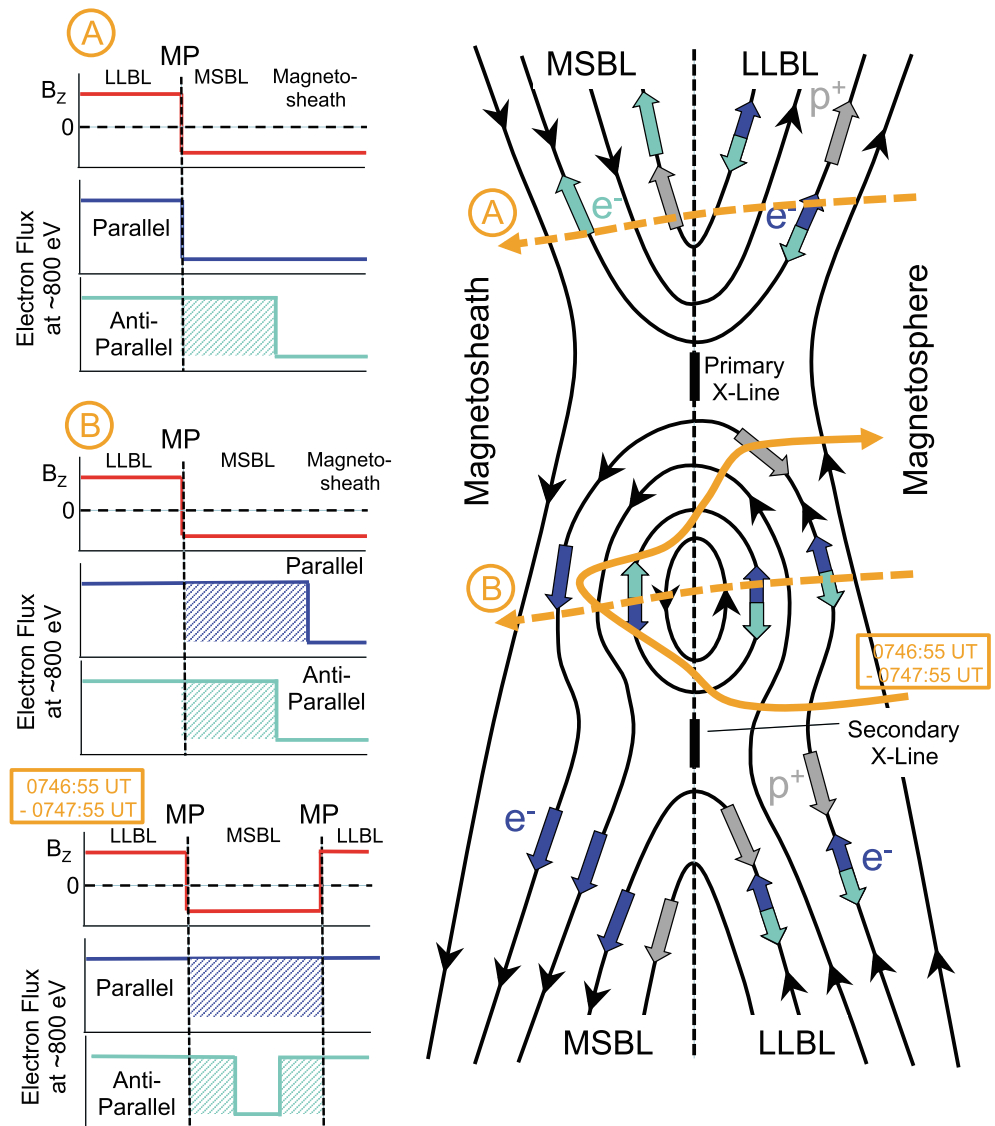 A
MP
LLBL
MSBL
Magneto-
sheath
BZ
0
Electron Flux
at ~800 eV
Parallel
Anti-
Parallel
B
MP
LLBL
MSBL
Magneto-
sheath
BZ
0
Electron Flux
at ~800 eV
Parallel
Anti-
Parallel
0746:55 UT
- 0747:55 UT
MP
MP
LLBL
MSBL
LLBL
BZ
0
Electron Flux
at ~800 eV
Parallel
Anti-
Parallel
MSBL
LLBL
p+
A
e-
e-
Magnetosheath
Magnetosphere
Primary
X-Line
B
0746:55 UT
- 0747:55 UT
Secondary
X-Line
p+
e-
e-
MSBL
LLBL